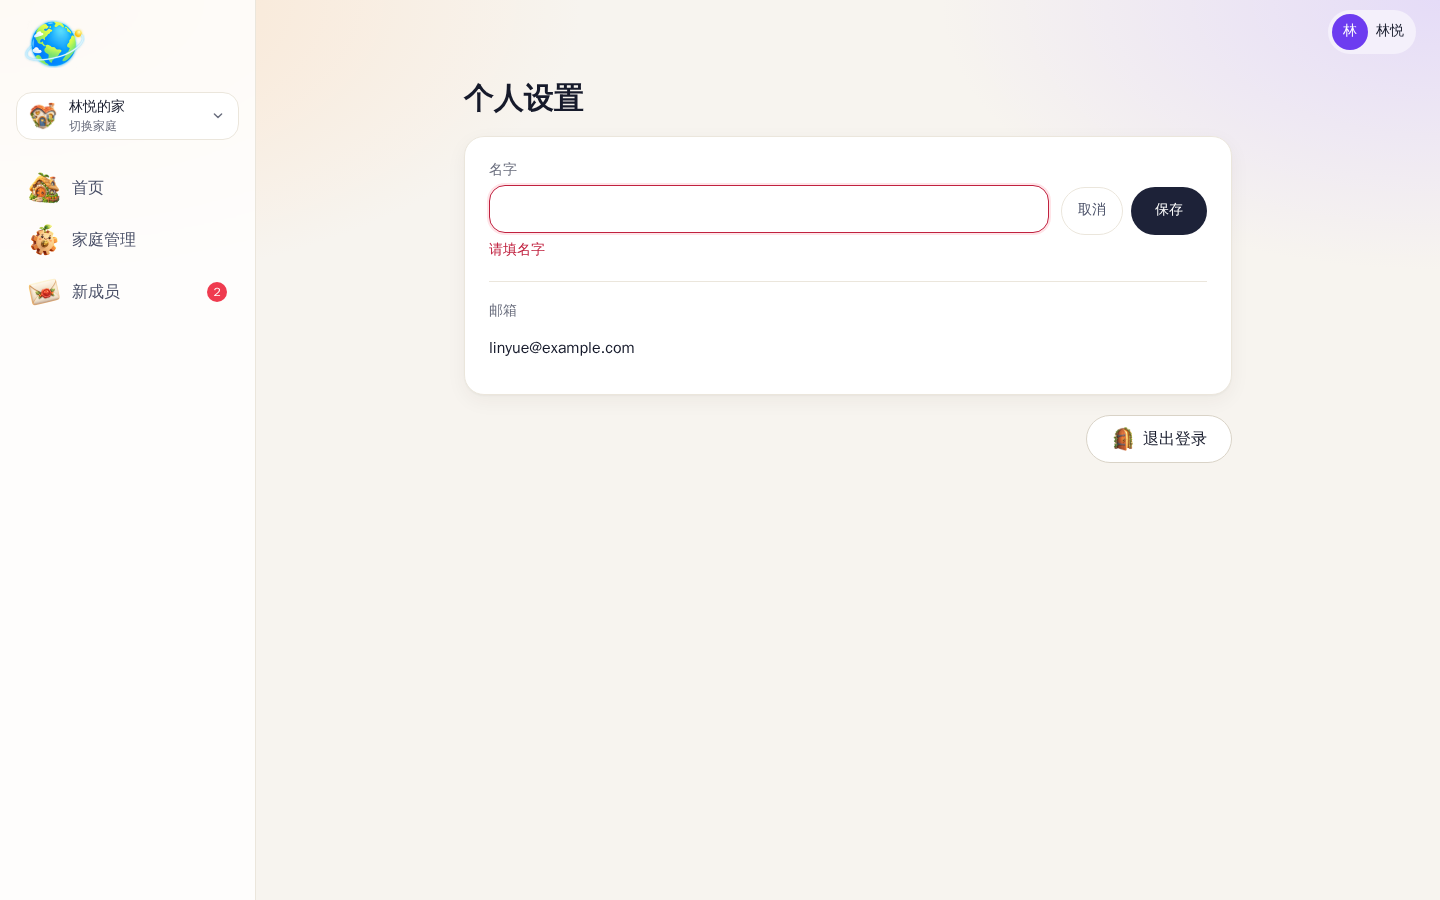 林悦的家
切换家庭
首页
家庭管理
新成员
2
林
林悦
个人设置
名字
取消
保存
请填名字
邮箱
linyue@example.com
退出登录